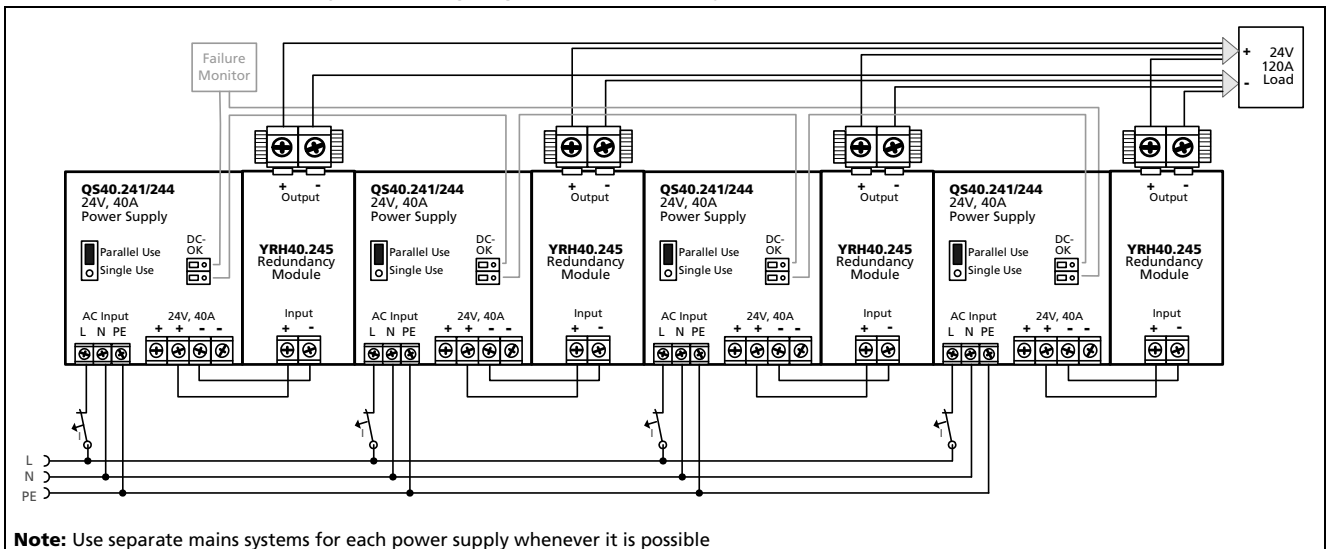 Failure
Monitor
+ 24V
120A
- Load
QS40.241/244
24V, 40A
Power Supply
Parallel Use
Single Use
DC-
OK
AC Input
L N PE
24V, 40A
+ + - -
+ -
Output
YRH40.245
Redundancy
Module
Input
+ -
QS40.241/244
24V, 40A
Power Supply
Parallel Use
Single Use
DC-
OK
AC Input
L N PE
24V, 40A
+ + - -
+ -
Output
YRH40.245
Redundancy
Module
Input
+ -
QS40.241/244
24V, 40A
Power Supply
Parallel Use
Single Use
DC-
OK
AC Input
L N PE
24V, 40A
+ + - -
+ -
Output
YRH40.245
Redundancy
Module
Input
+ -
QS40.241/244
24V, 40A
Power Supply
Parallel Use
Single Use
DC-
OK
AC Input
L N PE
24V, 40A
+ + - -
+ -
Output
YRH40.245
Redundancy
Module
Input
+ -
I
I
I
I
L
N
PE
Note: Use separate mains systems for each power supply whenever it is possible